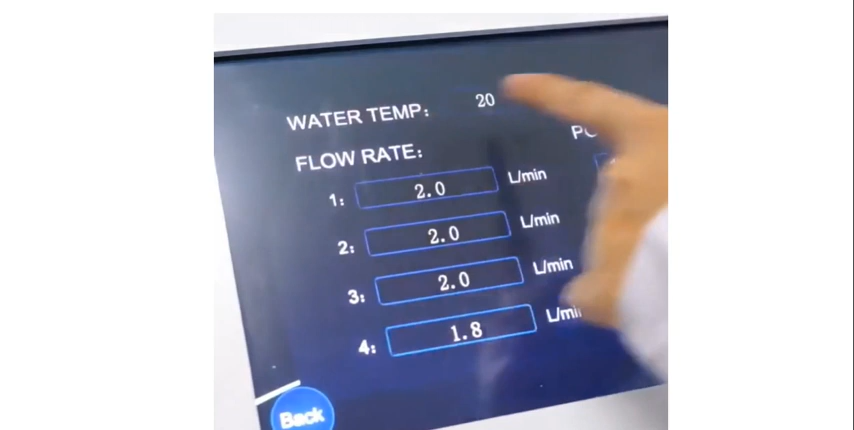 WATER TEMP: 20
FLOW RATE:
1: 2.0 L/min
2: 2.0 L/min
3: 2.0 L/min
4: 1.8
Back